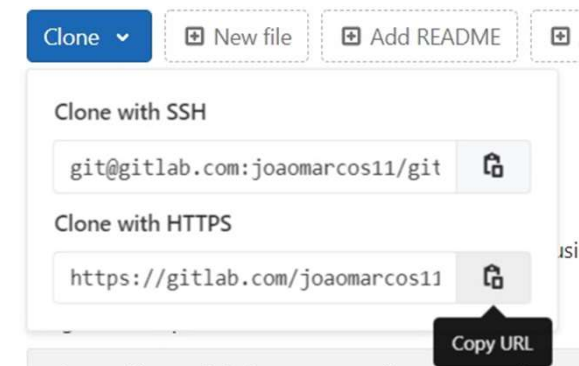 Clone New file Add README
Clone with SSH
git@gitlab.com:joaomarcos11/git
Clone with HTTPS
usi
https://gitlab.com/joaomarcos11
Copy URL